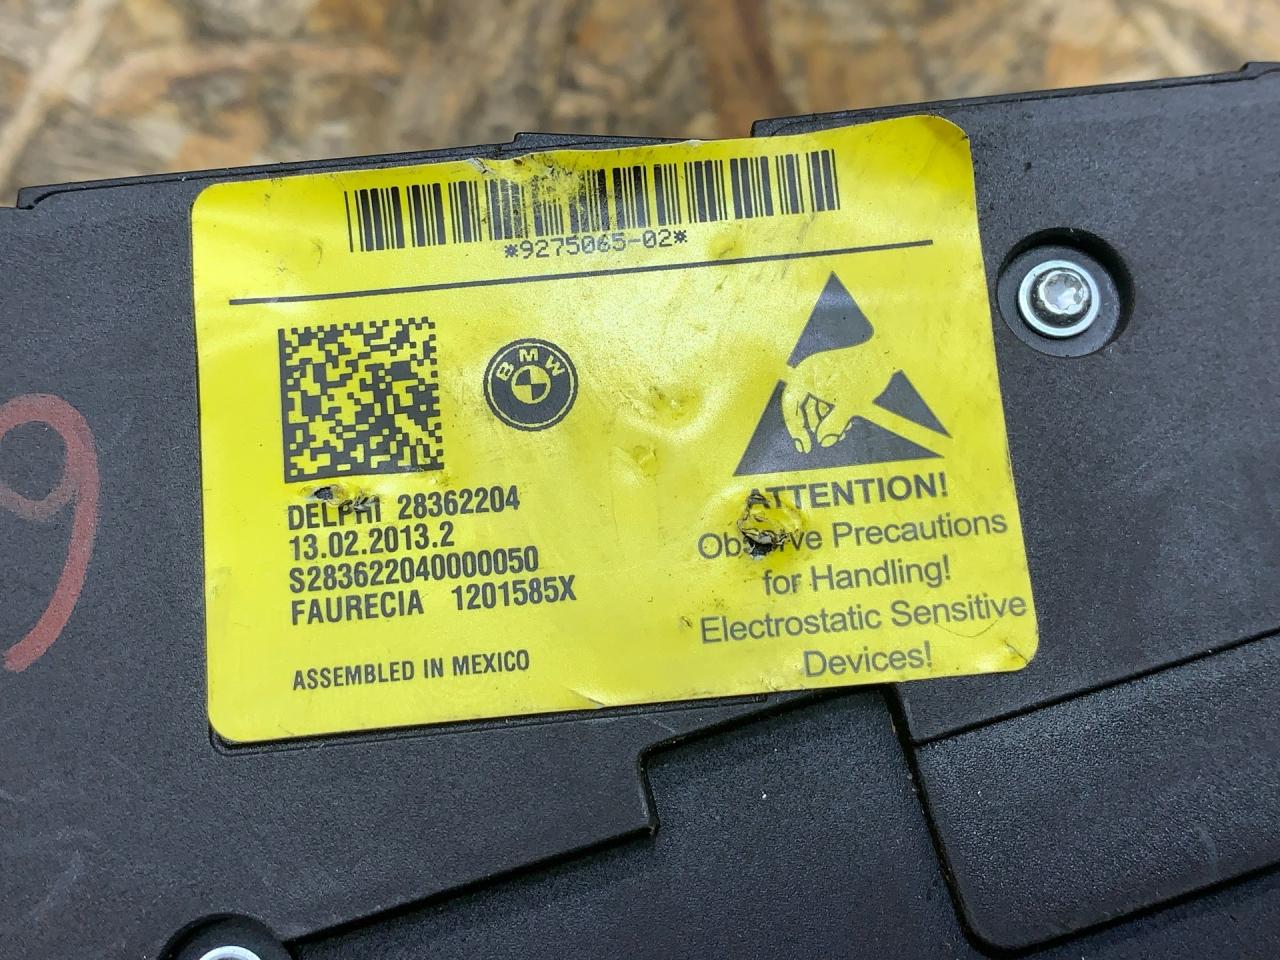 *9275065-02*
BMW
DELPHI 28362204
13.02.2013.2
S283622040000050
FAURECIA 1201585X
ASSEMBLED IN MEXICO
ATTENTION!
Observe Precautions
for Handling!
Electrostatic Sensitive
Devices!
9